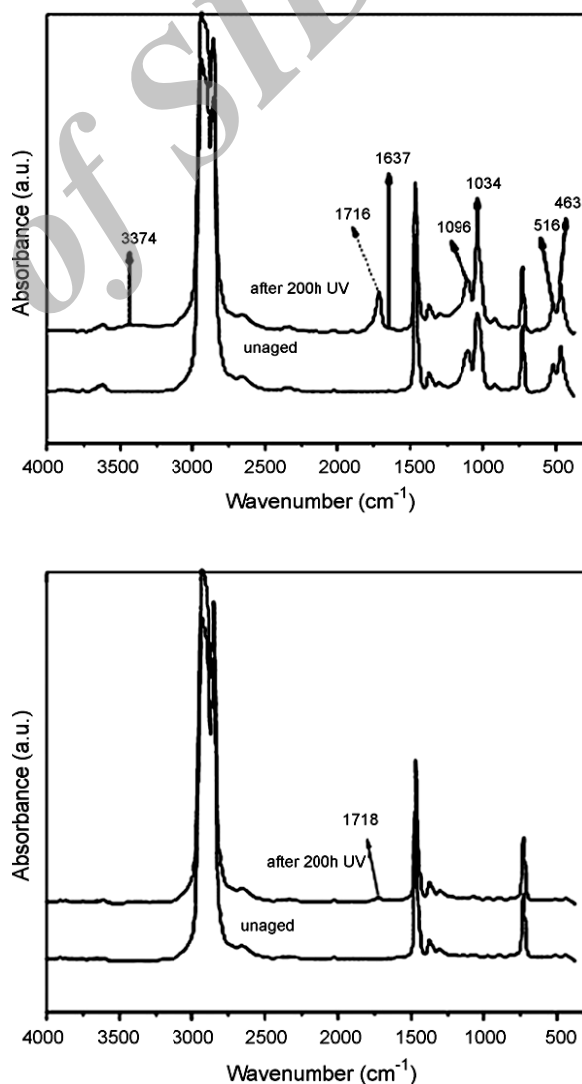 of SID
1637
1034
463
1716
1096
516
3374
after 200h UV
unaged
Absorbance (a.u.)
4000 3500 3000 2500 2000 1500 1000 500
Wavenumber (cm⁻¹)
1718
after 200h UV
unaged
Absorbance (a.u.)
4000 3500 3000 2500 2000 1500 1000 500
Wavenumber (cm⁻¹)